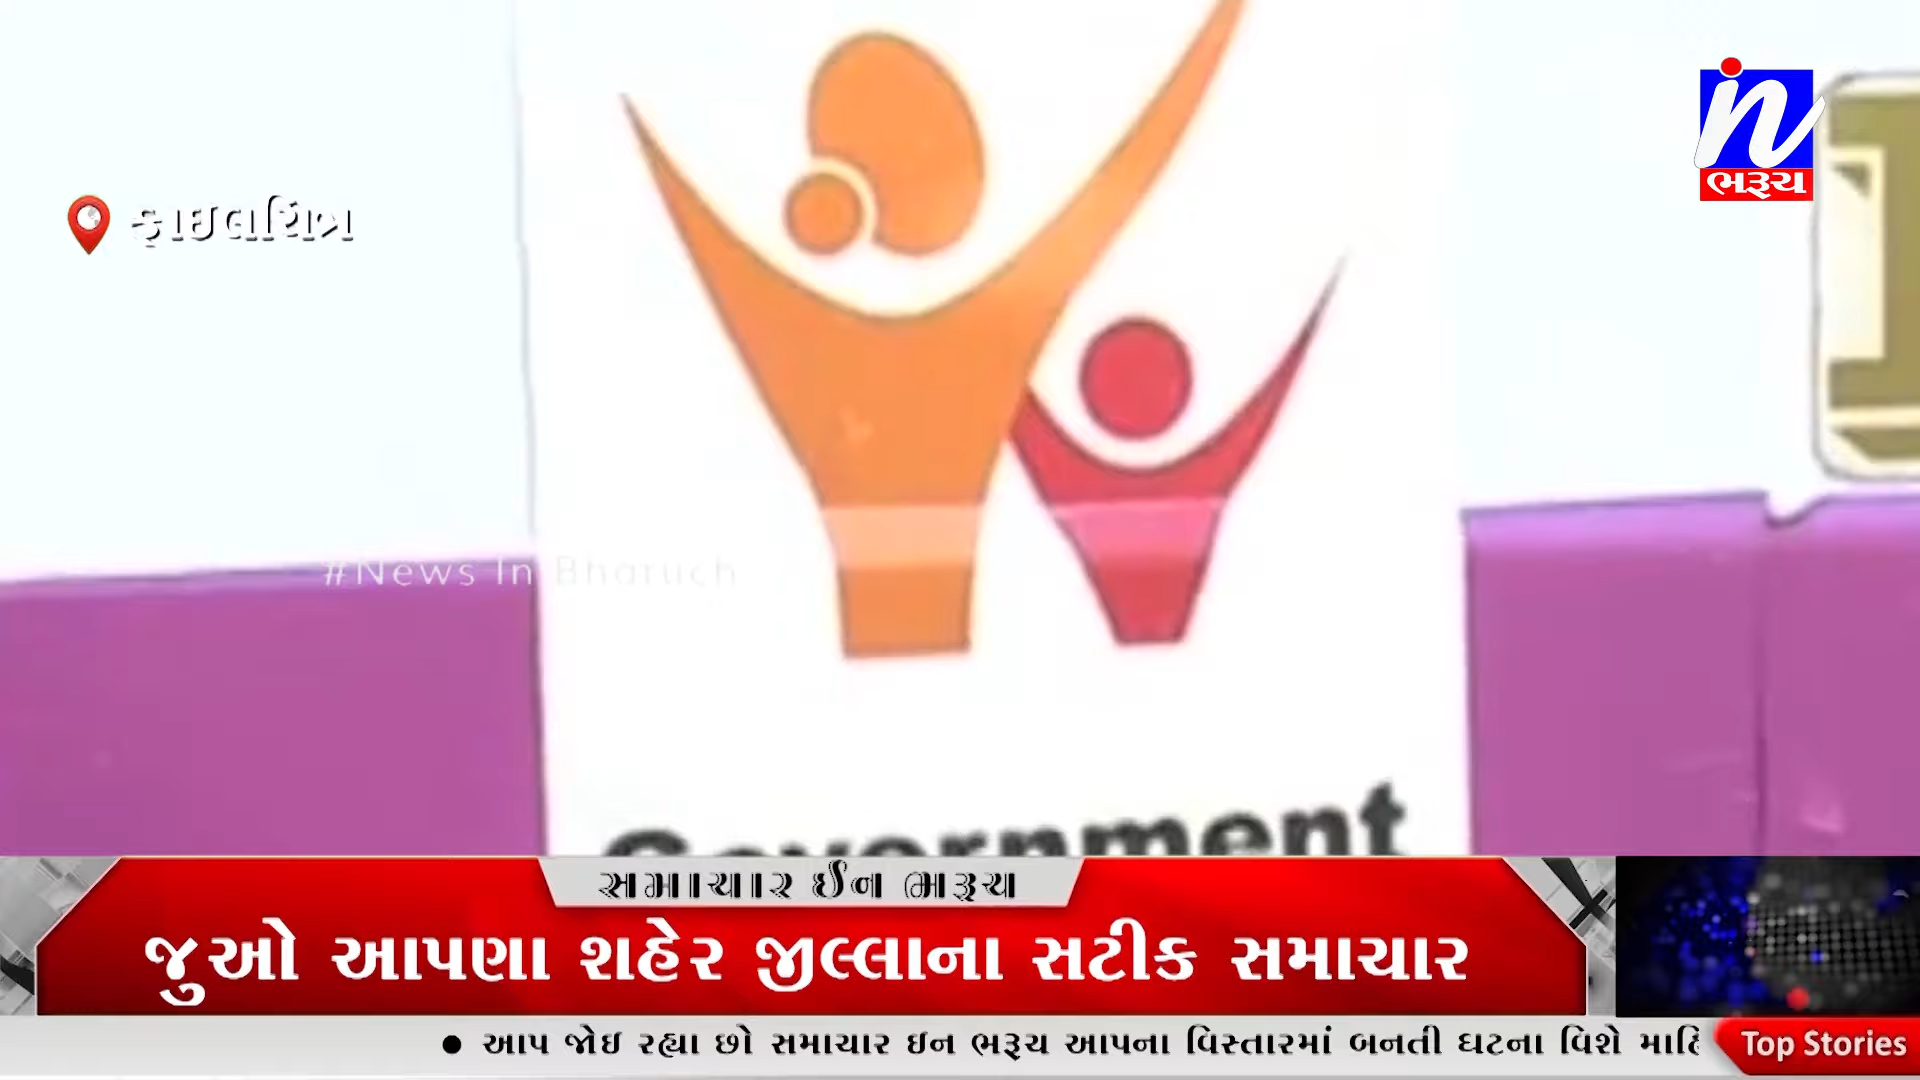 in
ભરૂચ
ફાઇલચિત્ર
#News In Bharuch
Government
સમાચાર ઈન ભરૂચ
જુઓ આપણા શહેર જીલ્લાના સટીક સમાચાર
● આપ જોઇ રહ્યા છો સમાચાર ઇન ભરૂચ આપના વિસ્તારમાં બનતી ઘટના વિશે
Top Stories